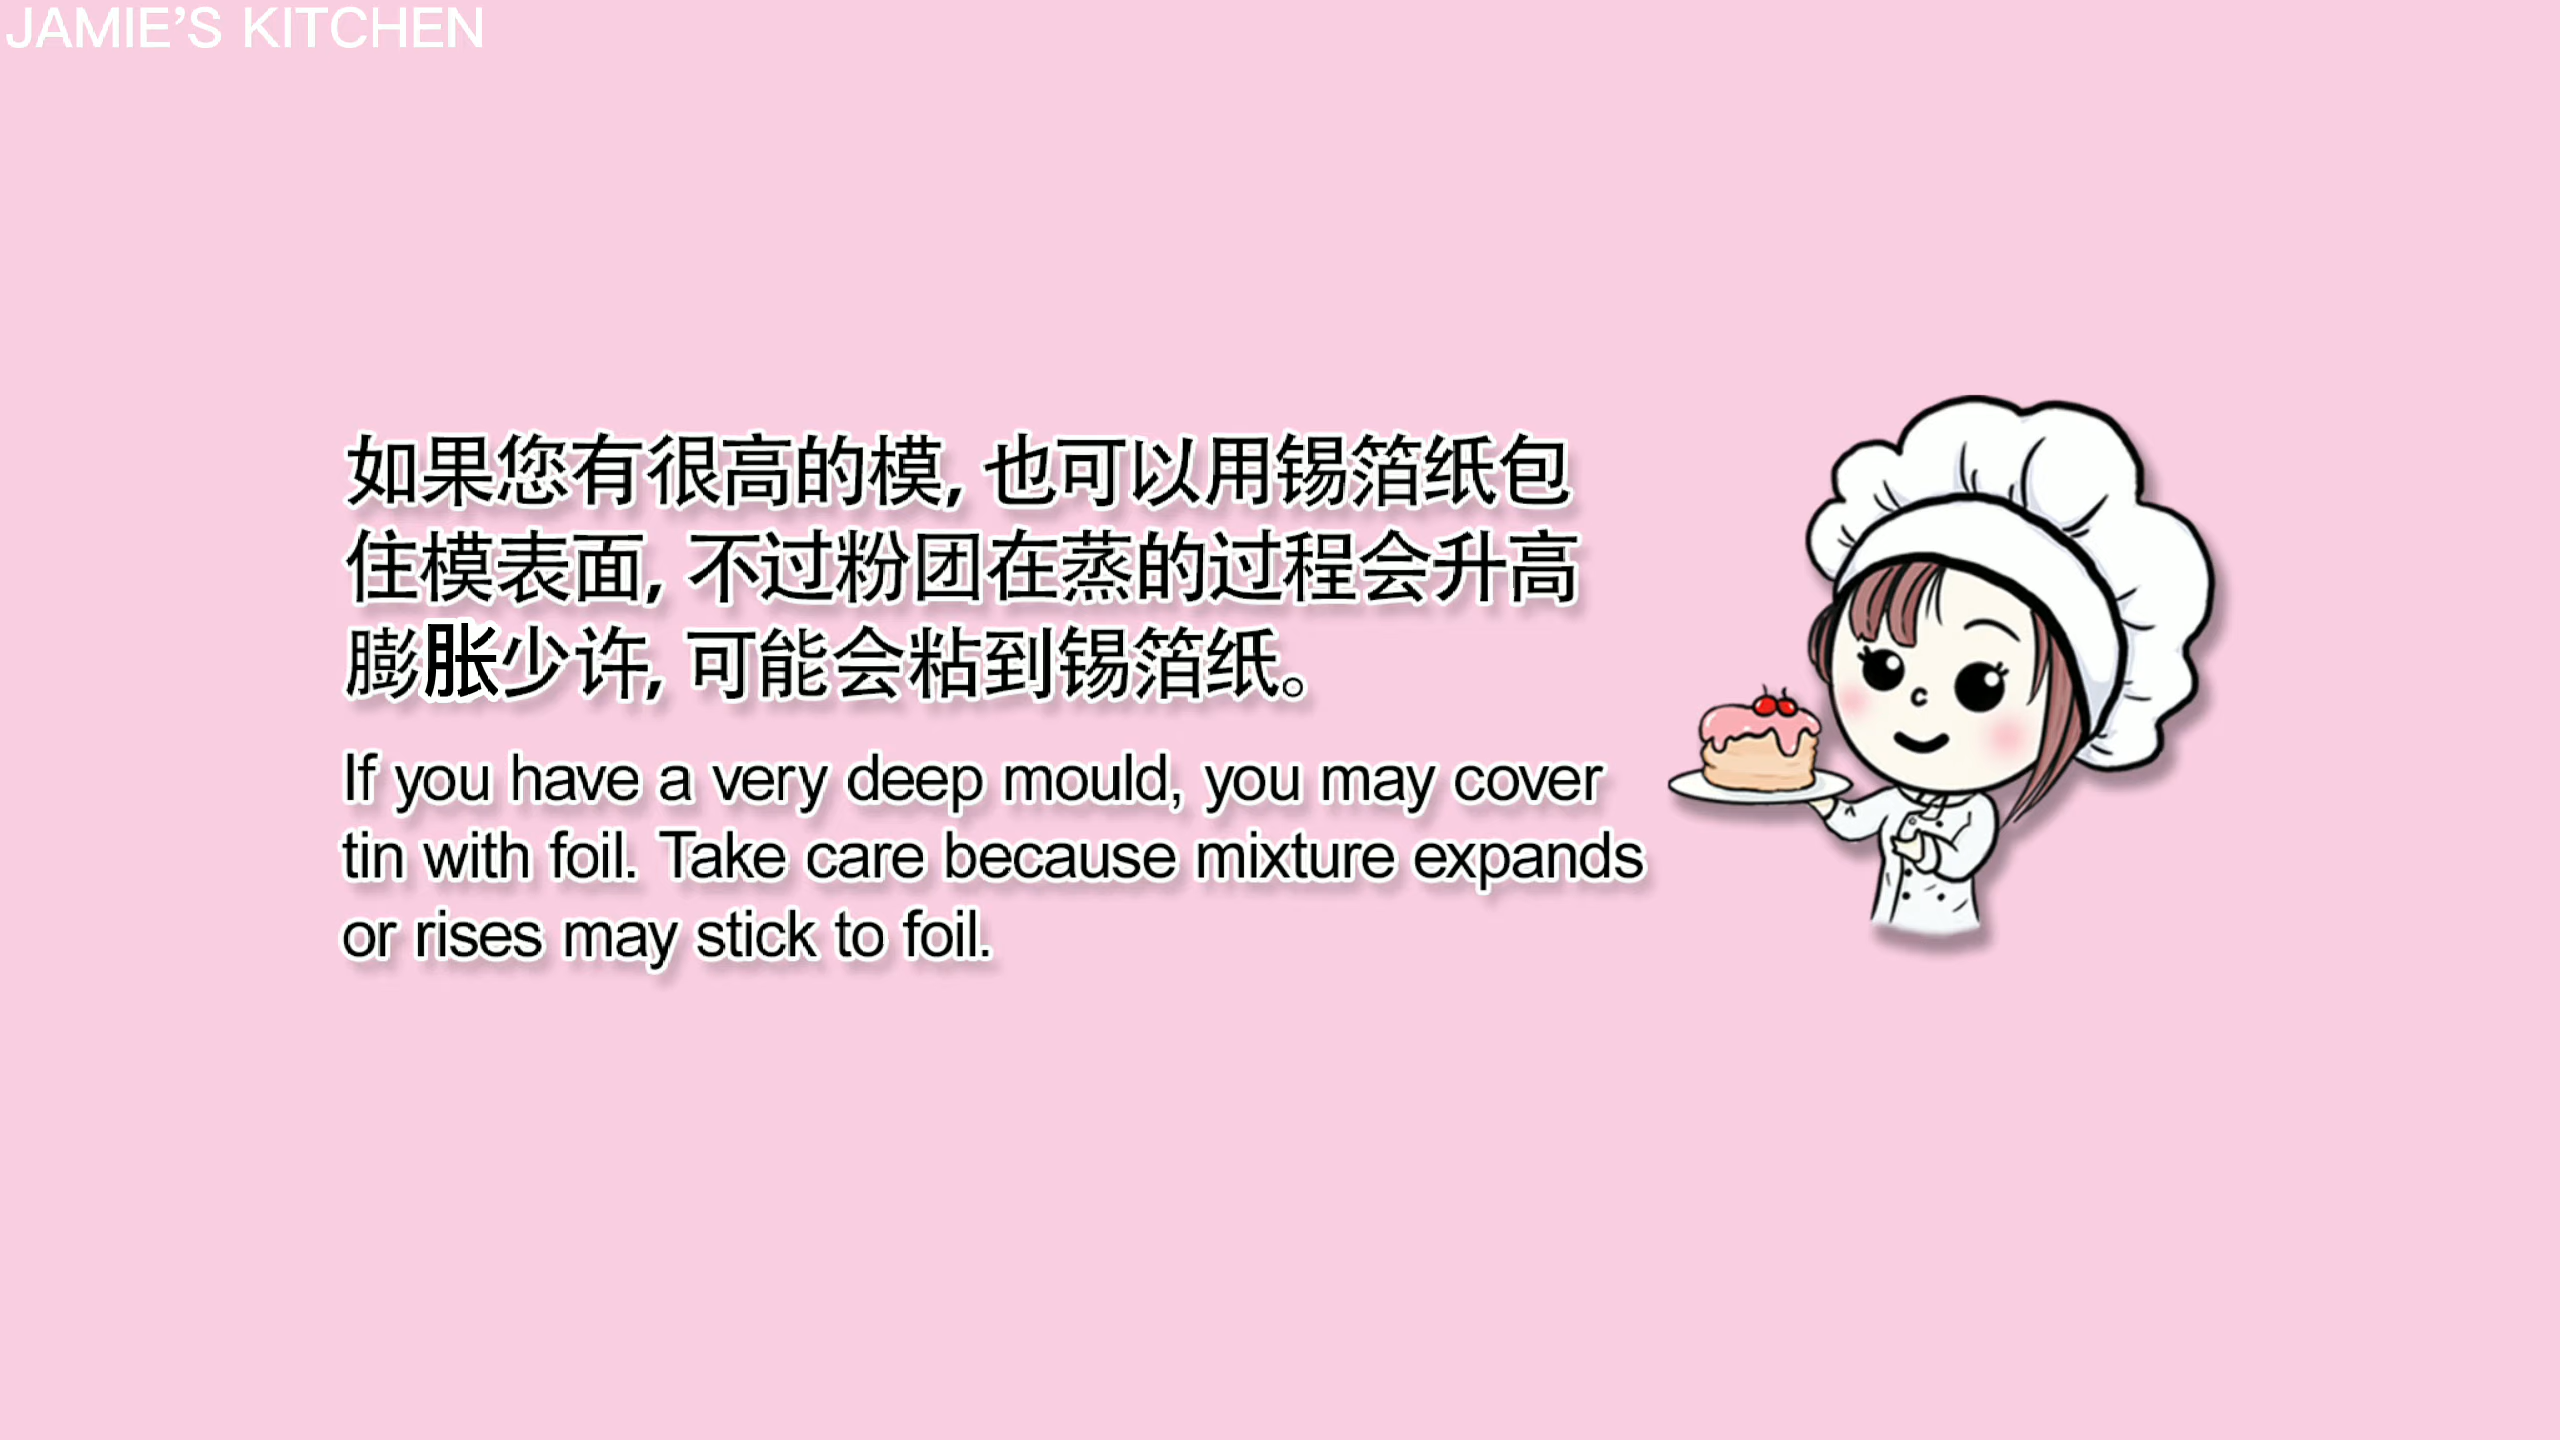 JAMIE'S KITCHEN
如果您有很高的模, 也可以用锡箔纸包
住模表面, 不过粉团在蒸的过程会升高
膨胀少许, 可能会粘到锡箔纸。
If you have a very deep mould, you may cover
tin with foil. Take care because mixture expands
or rises may stick to foil.